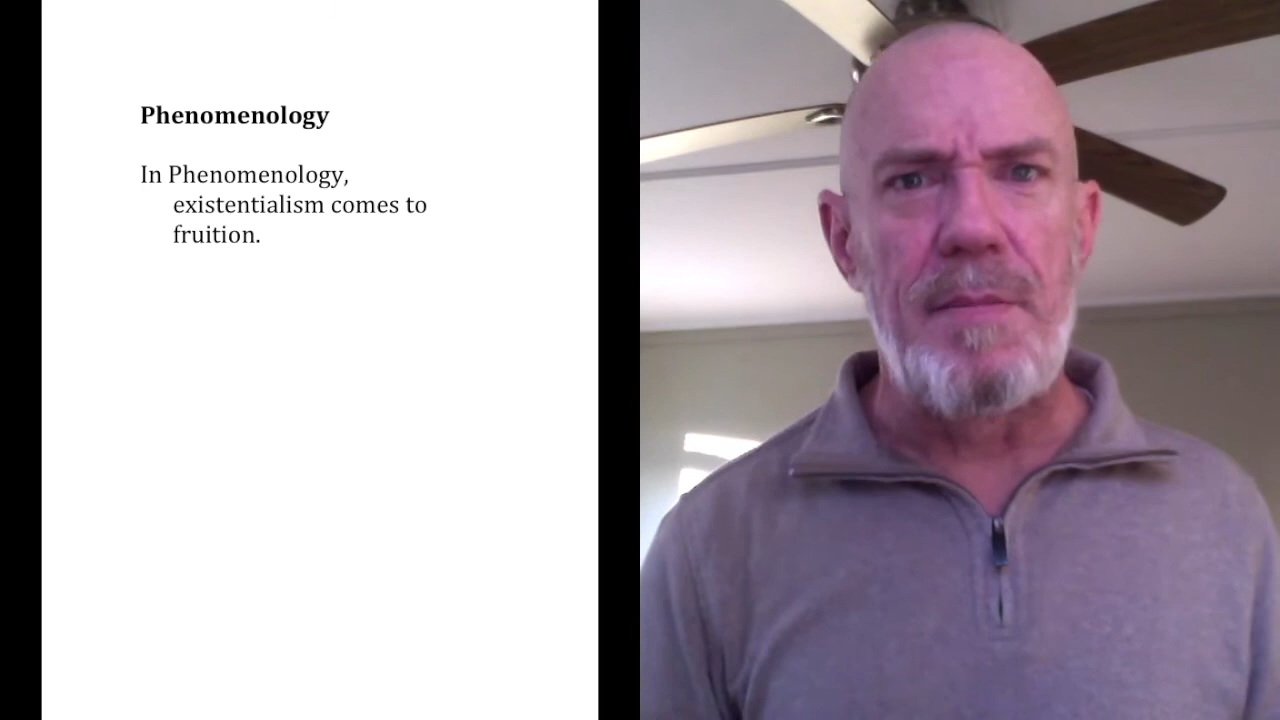 Phenomenology
In Phenomenology,
existentialism comes to
fruition.